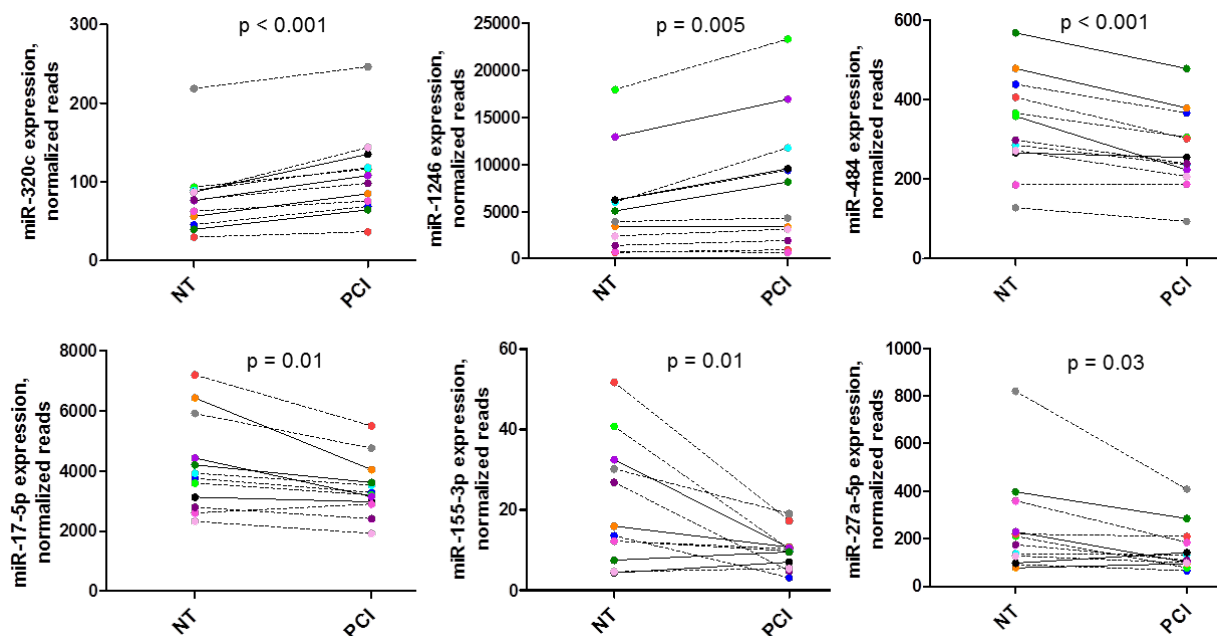 miR-320c expression,
normalized reads
p < 0.001
300
200
100
0
NT
PCI
miR-1246 expression,
normalized reads
p = 0.005
25000
20000
15000
10000
5000
0
NT
PCI
miR-484 expression,
normalized reads
p < 0.001
600
400
200
0
NT
PCI
miR-17-5p expression,
normalized reads
p = 0.01
8000
6000
4000
2000
0
NT
PCI
miR-155-3p expression,
normalized reads
p = 0.01
60
40
20
0
NT
PCI
miR-27a-5p expression,
normalized reads
p = 0.03
1000
800
600
400
200
0
NT
PCI